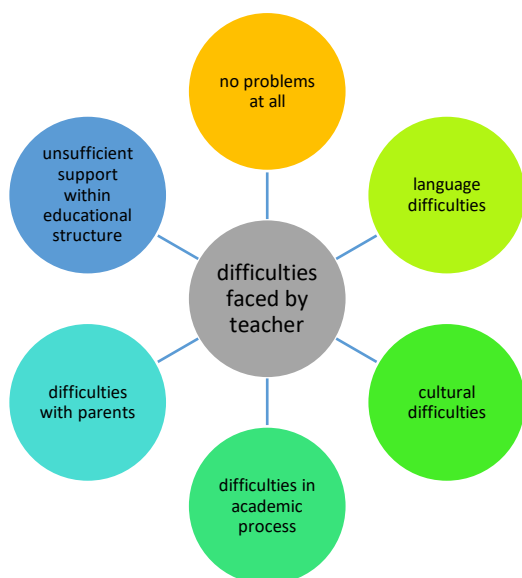 no problems
at all
language
difficulties
cultural
difficulties
difficulties in
academic
process
difficulties
with parents
unsufficient
support
within
educational
structure
difficulties
faced by
teacher